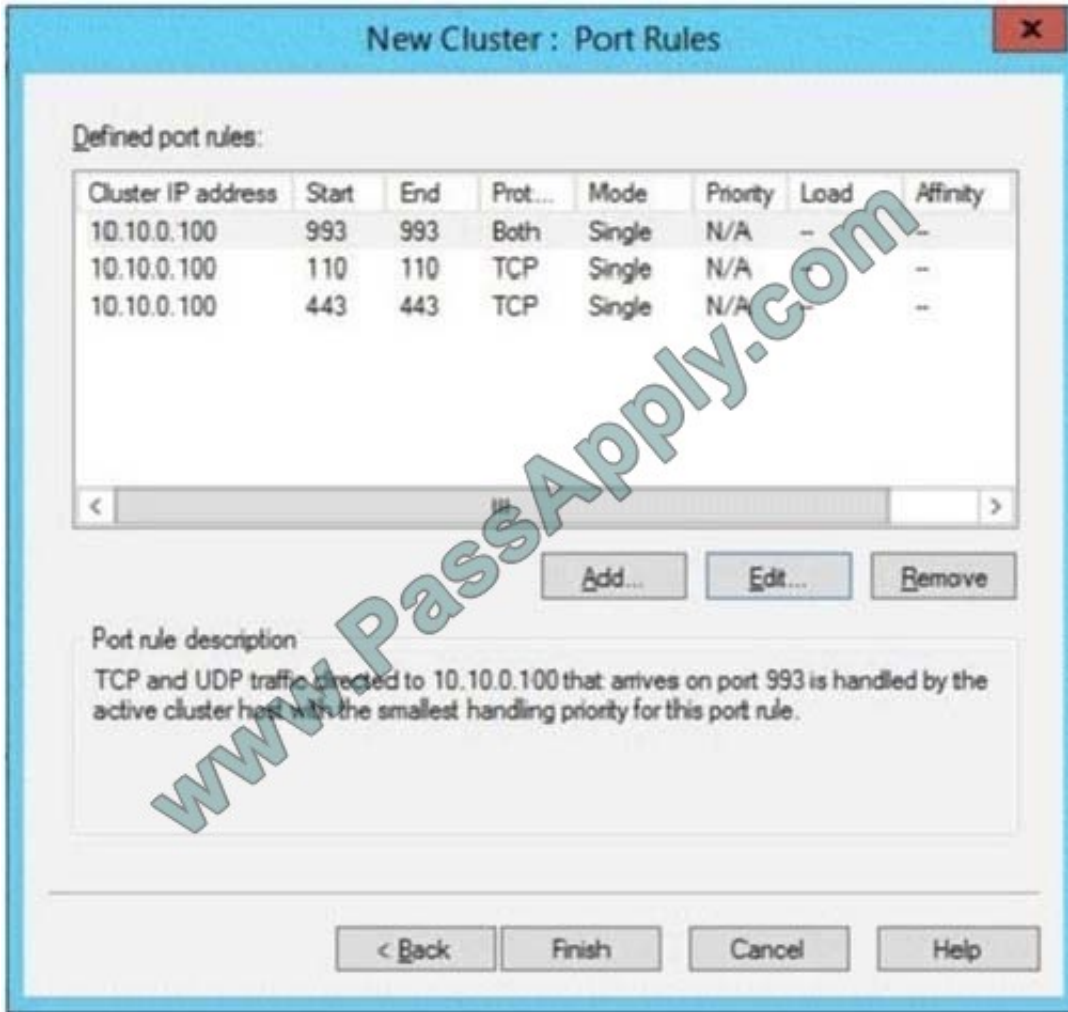 New Cluster : Port Rules
x
Defined port rules:
Cluster IP address Start End Prot... Mode Priority Load Affinity
10.10.0.100 993 993 Both Single N/A -- --
10.10.0.100 110 110 TCP Single N/A -- --
10.10.0.100 443 443 TCP Single N/A -- --
< III >
Add... Edit... Remove
Port rule description
TCP and UDP traffic directed to 10.10.0.100 that arrives on port 993 is handled by the
active cluster host with the smallest handling priority for this port rule.
< Back Finish Cancel Help
www.PassApply.com